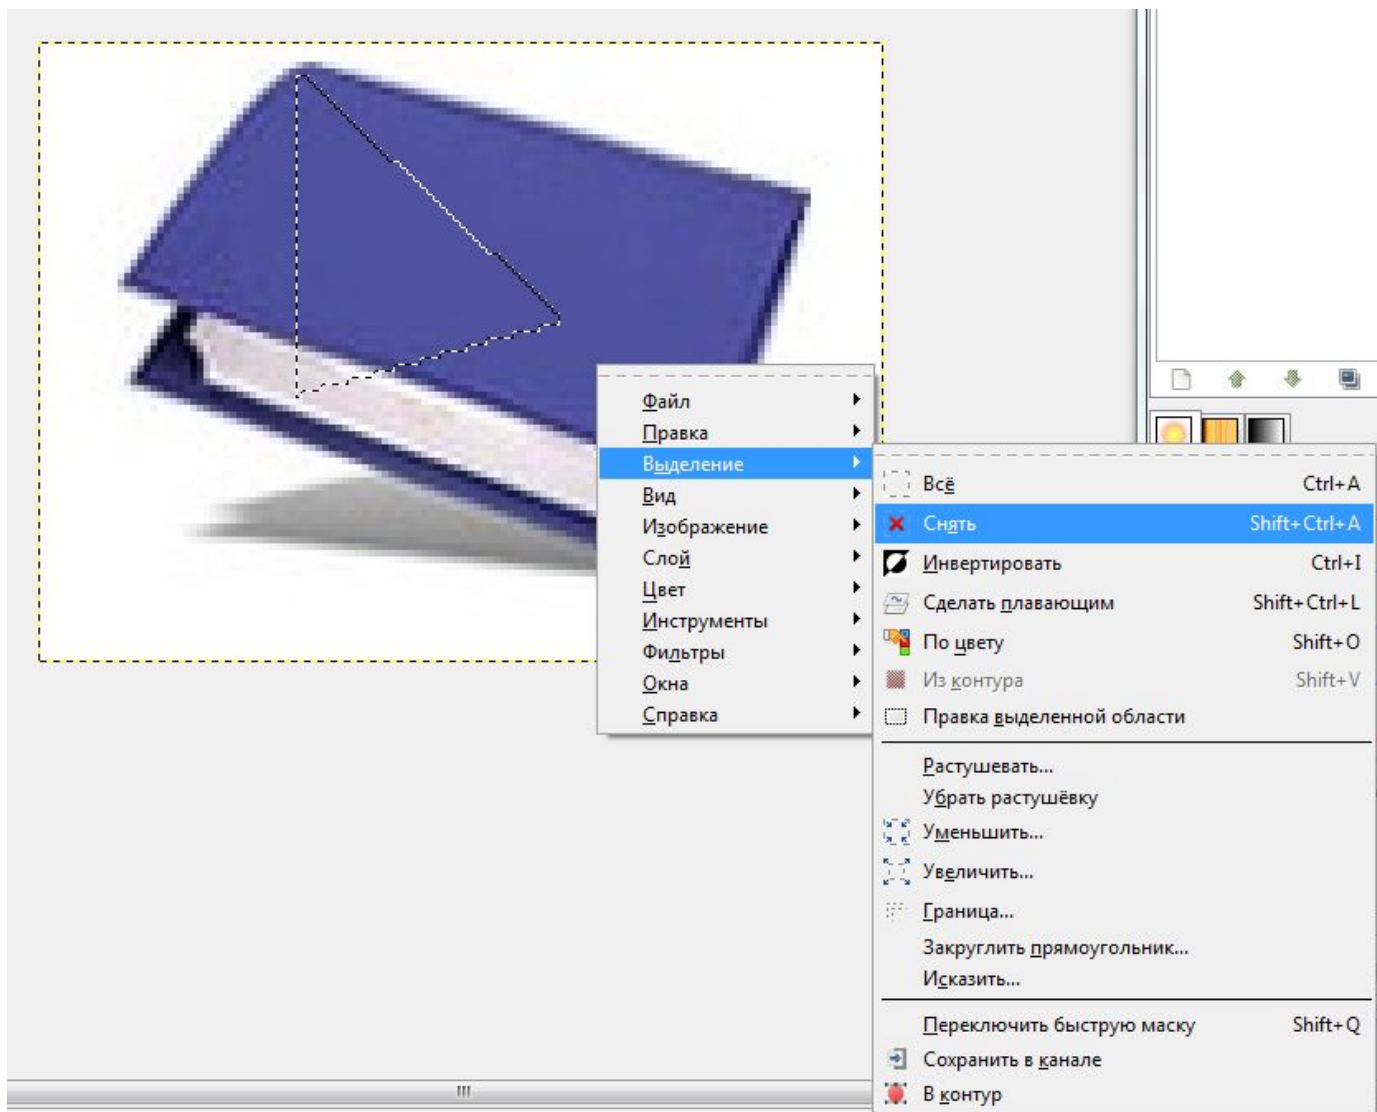 Файл
Правка
Выделение
Вид
Изображение
Слой
Цвет
Инструменты
Фильтры
Окна
Справка
Всё Ctrl+A
Снять Shift+Ctrl+A
Инвертировать Ctrl+I
Сделать плавающим Shift+Ctrl+L
По цвету Shift+O
Из контура Shift+V
Правка выделенной области
Растушевать...
Убрать растушёвку
Уменьшить...
Увеличить...
Граница...
Закруглить прямоугольник...
Исказить...
Переключить быструю маску Shift+Q
Сохранить в канале
В контур